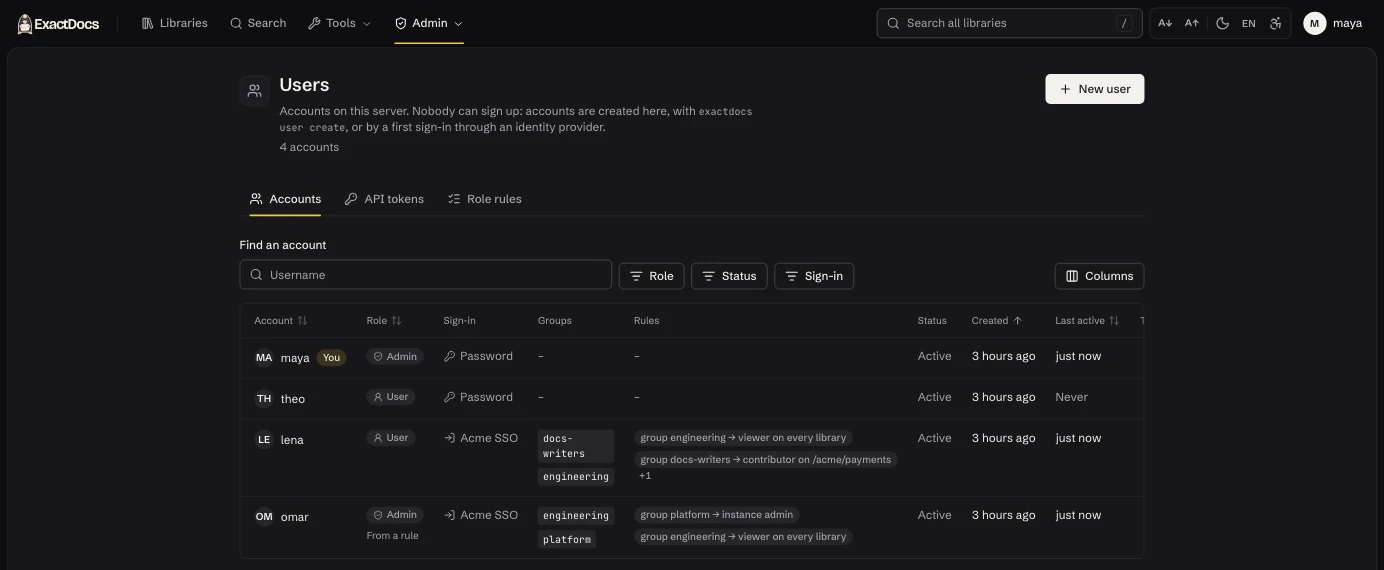 ExactDocs
Libraries
Search
Tools
Admin
Search all libraries
/
A
A
EN
M
maya
Users
New user
Accounts on this server. Nobody can sign up: accounts are created here, with exactdocs
user create, or by a first sign-in through an identity provider.
4 accounts
Accounts
API tokens
Role rules
Find an account
Username
Role
Status
Sign-in
Columns
Account
Role
Sign-in
Groups
Rules
Status
Created
Last active
MA
maya
You
Admin
Password
–
–
Active
3 hours ago
just now
TH
theo
User
Password
–
–
Active
3 hours ago
Never
LE
lena
User
Acme SSO
docs-
writers
engineering
group engineering → viewer on every library
group docs-writers → contributor on /acme/payments
+1
Active
3 hours ago
just now
OM
omar
Admin
From a rule
Acme SSO
engineering
platform
group platform → instance admin
group engineering → viewer on every library
Active
3 hours ago
just now